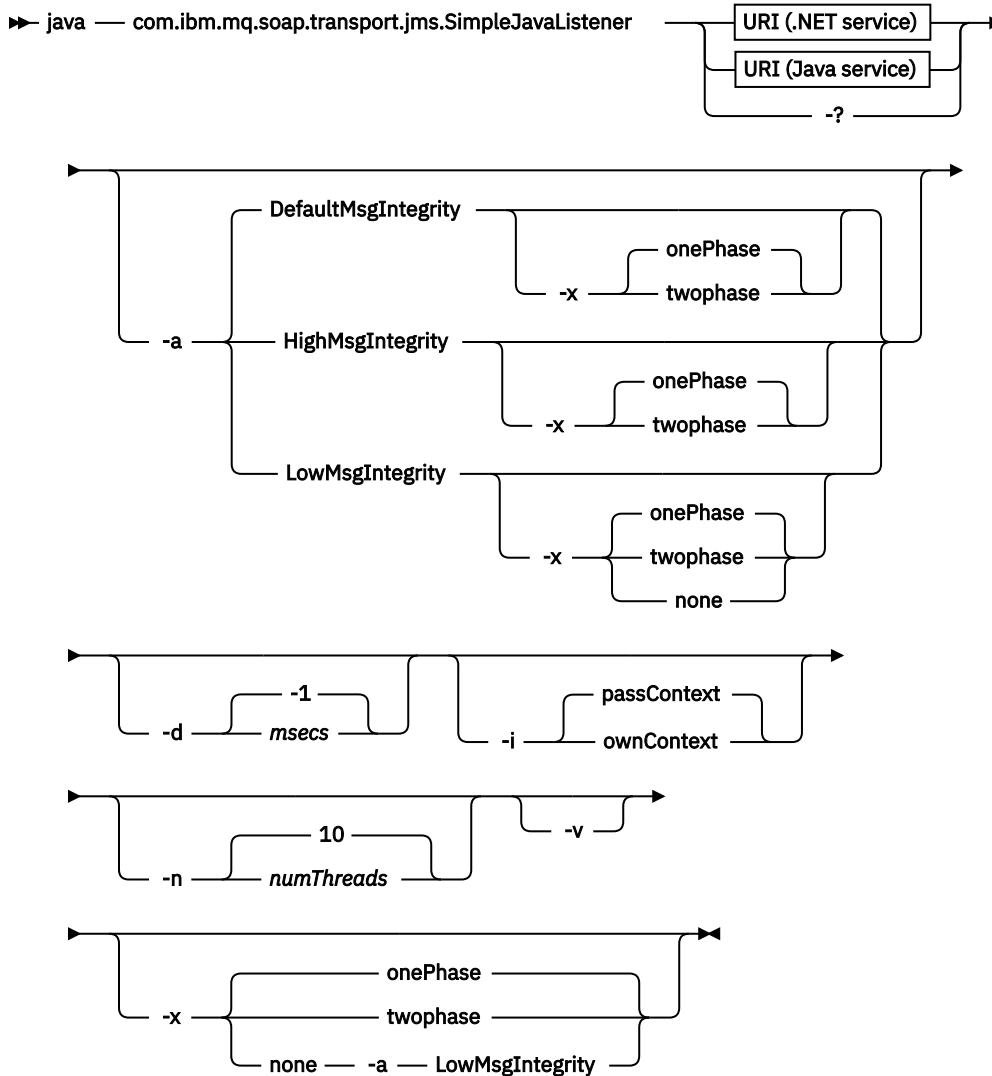 java com.ibm.mq.soap.transport.jms.SimpleJavaListener URI (.NET service)
URI (Java service)
-?
DefaultMsgIntegrity
onePhase
-x twophase
-a HighMsgIntegrity
onePhase
-x twophase
LowMsgIntegrity
onePhase
-x twophase
none
-1 passContext
-d msecs -i ownContext
10 -v
-n numThreads
onePhase
-x twophase
none -a LowMsgIntegrity